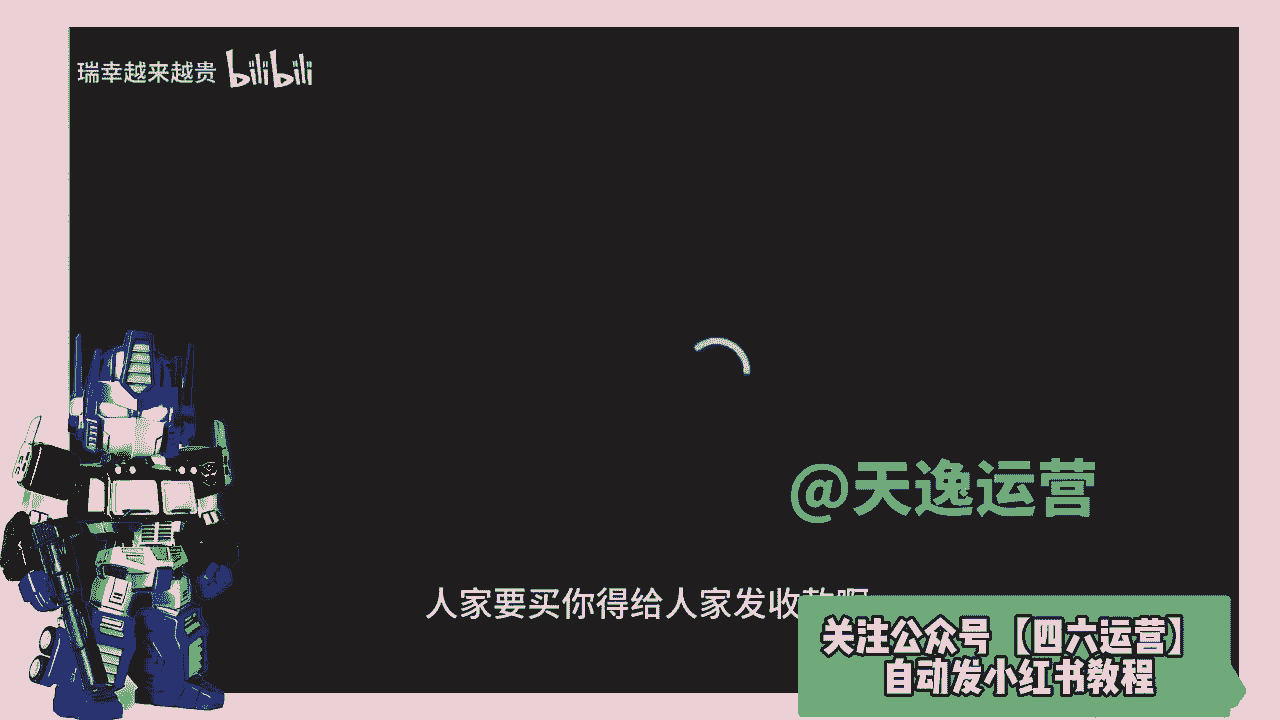 瑞幸越来越贵 bilibili
@天逸运营
人家要买你得给人家发收款啊
关注公众号【四六运营】
自动发小红书教程